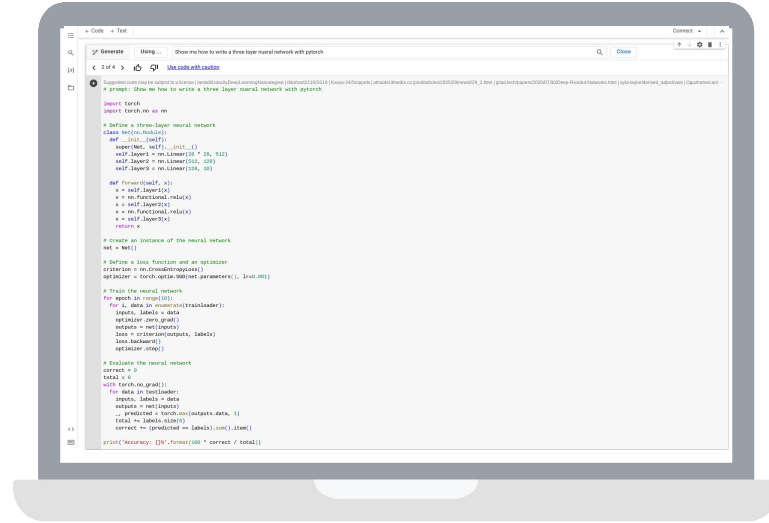 + Code + Text
Connect
Generate Using ... Show me how to write a three layer nueral network with pytorch Close
2 of 4 Use code with caution
Suggested code may be subject to a license |
# prompt: Show me how to write a three layer nueral network with pytorch
import torch
import torch.nn as nn
# Define a three-layer neural network
class Net(nn.Module):
def __init__(self):
super(Net, self).__init__()
self.layer1 = nn.Linear(28 * 28, 512)
self.layer2 = nn.Linear(512, 128)
self.layer3 = nn.Linear(128, 10)
def forward(self, x):
x = self.layer1(x)
x = nn.functional.relu(x)
x = self.layer2(x)
x = nn.functional.relu(x)
x = self.layer3(x)
return x
# Create an instance of the neural network
net = Net()
# Define a loss function and an optimizer
criterion = nn.CrossEntropyLoss()
optimizer = torch.optim.SGD(net.parameters(), lr=0.001)
# Train the neural network
for epoch in range(10):
for i, data in enumerate(trainloader):
inputs, labels = data
optimizer.zero_grad()
outputs = net(inputs)
loss = criterion(outputs, labels)
loss.backward()
optimizer.step()
# Evaluate the neural network
correct = 0
total = 0
with torch.no_grad():
for data in testloader:
inputs, labels = data
outputs = net(inputs)
_, predicted = torch.max(outputs.data, 1)
total += labels.size(0)
correct += (predicted == labels).sum().item()
print('Accuracy: {}%'.format(100 * correct / total))